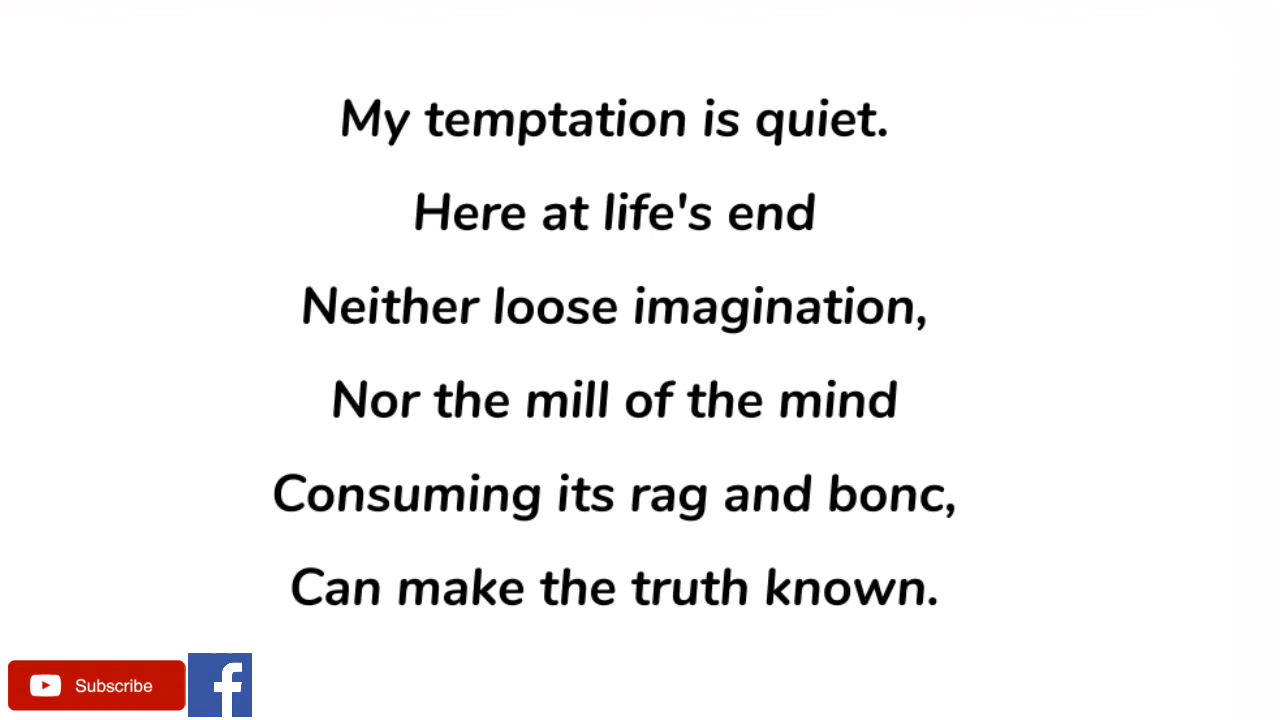 My temptation is quiet.
Here at life's end
Neither loose imagination,
Nor the mill of the mind
Consuming its rag and bonc,
Can make the truth known.
Subscribe
f